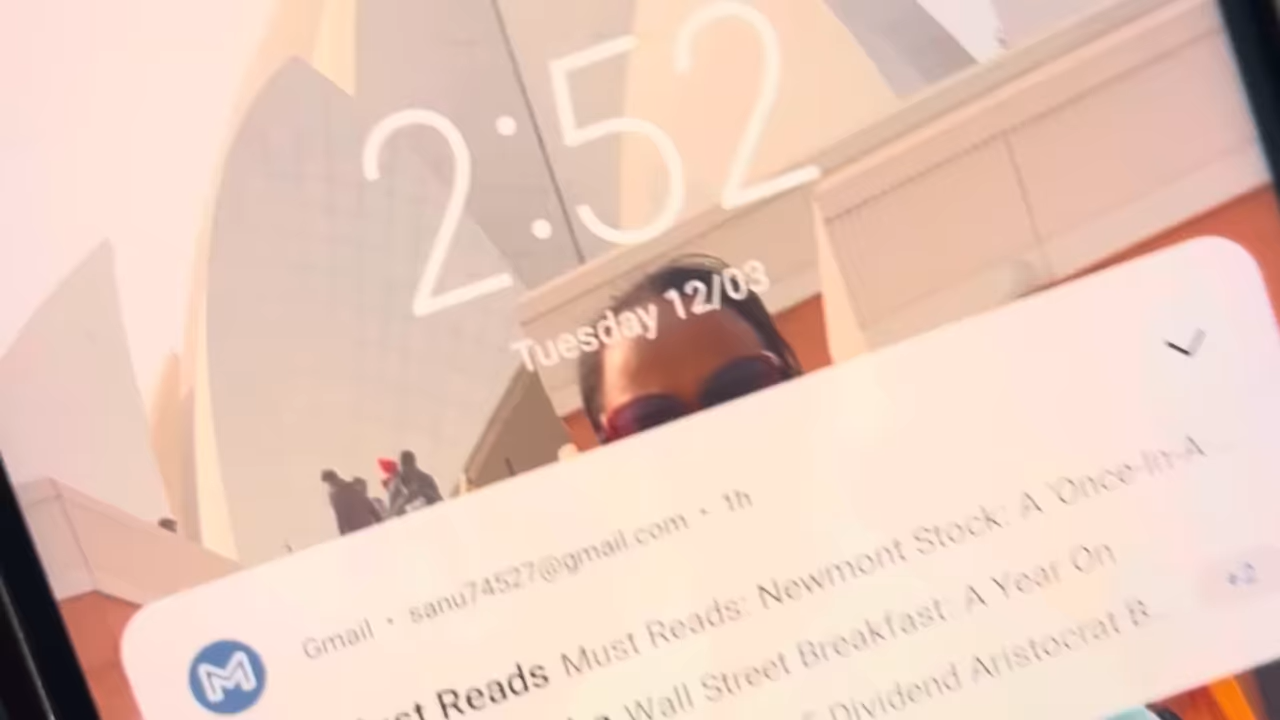 2:52
Tuesday 12/03
Gmail • sanu74527@gmail.com • 1h
Reads Must Reads: Newmont Stock: A 'Once-In-A
Wall Street Breakfast: A Year On
Dividend Aristocrat B...
+2